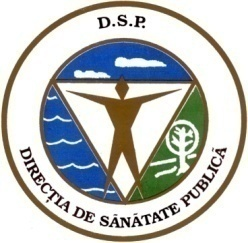 D.S.P.
DIRECȚIA DE SĂNĂTATE PUBLICĂ